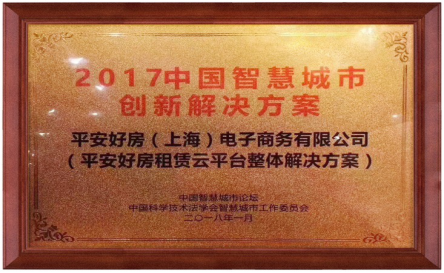 2017中国智慧城市
创新解决方案
平安好房（上海）电子商务有限公司
（平安好房租赁云平台整体解决方案）
中国智慧城市论坛
中国科学技术法学会智慧城市工作委员会
二〇一八年一月